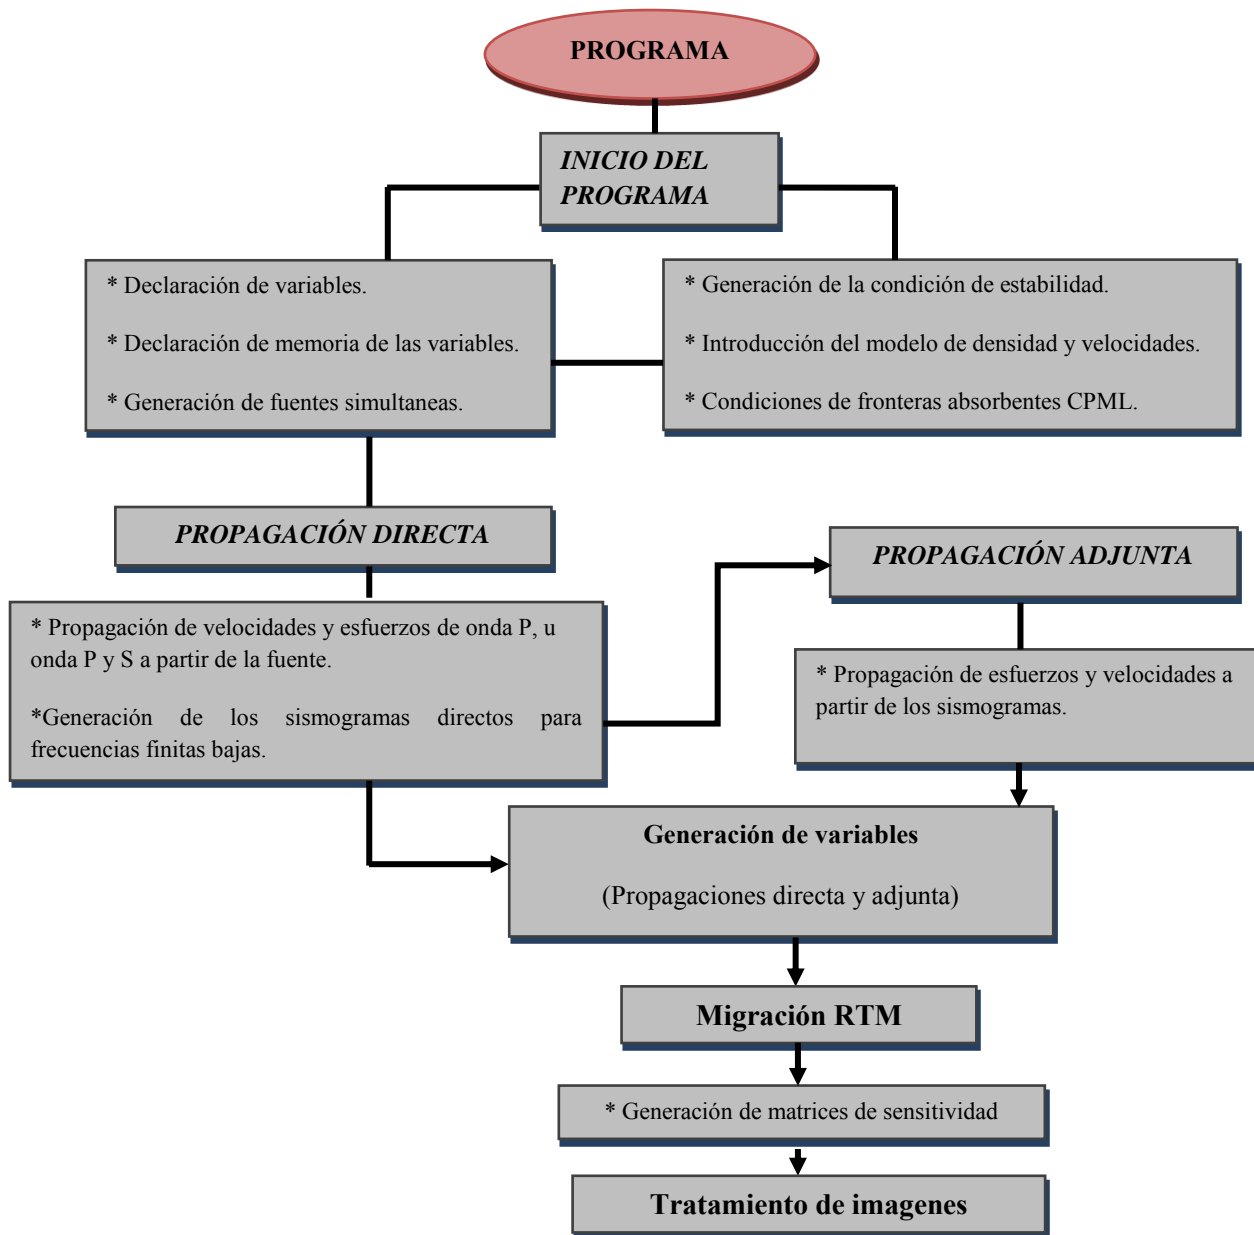 PROGRAMA
INICIO DEL
PROGRAMA
* Declaración de variables.
* Declaración de memoria de las variables.
* Generación de fuentes simultaneas.
* Generación de la condición de estabilidad.
* Introducción del modelo de densidad y velocidades.
* Condiciones de fronteras absorbentes CPML.
PROPAGACIÓN DIRECTA
PROPAGACIÓN ADJUNTA
* Propagación de velocidades y esfuerzos de onda P, u
onda P y S a partir de la fuente.
*Generación de los sismogramas directos para
frecuencias finitas bajas.
* Propagación de esfuerzos y velocidades a
partir de los sismogramas.
Generación de variables
(Propagaciones directa y adjunta)
Migración RTM
* Generación de matrices de sensitividad
Tratamiento de imagenes